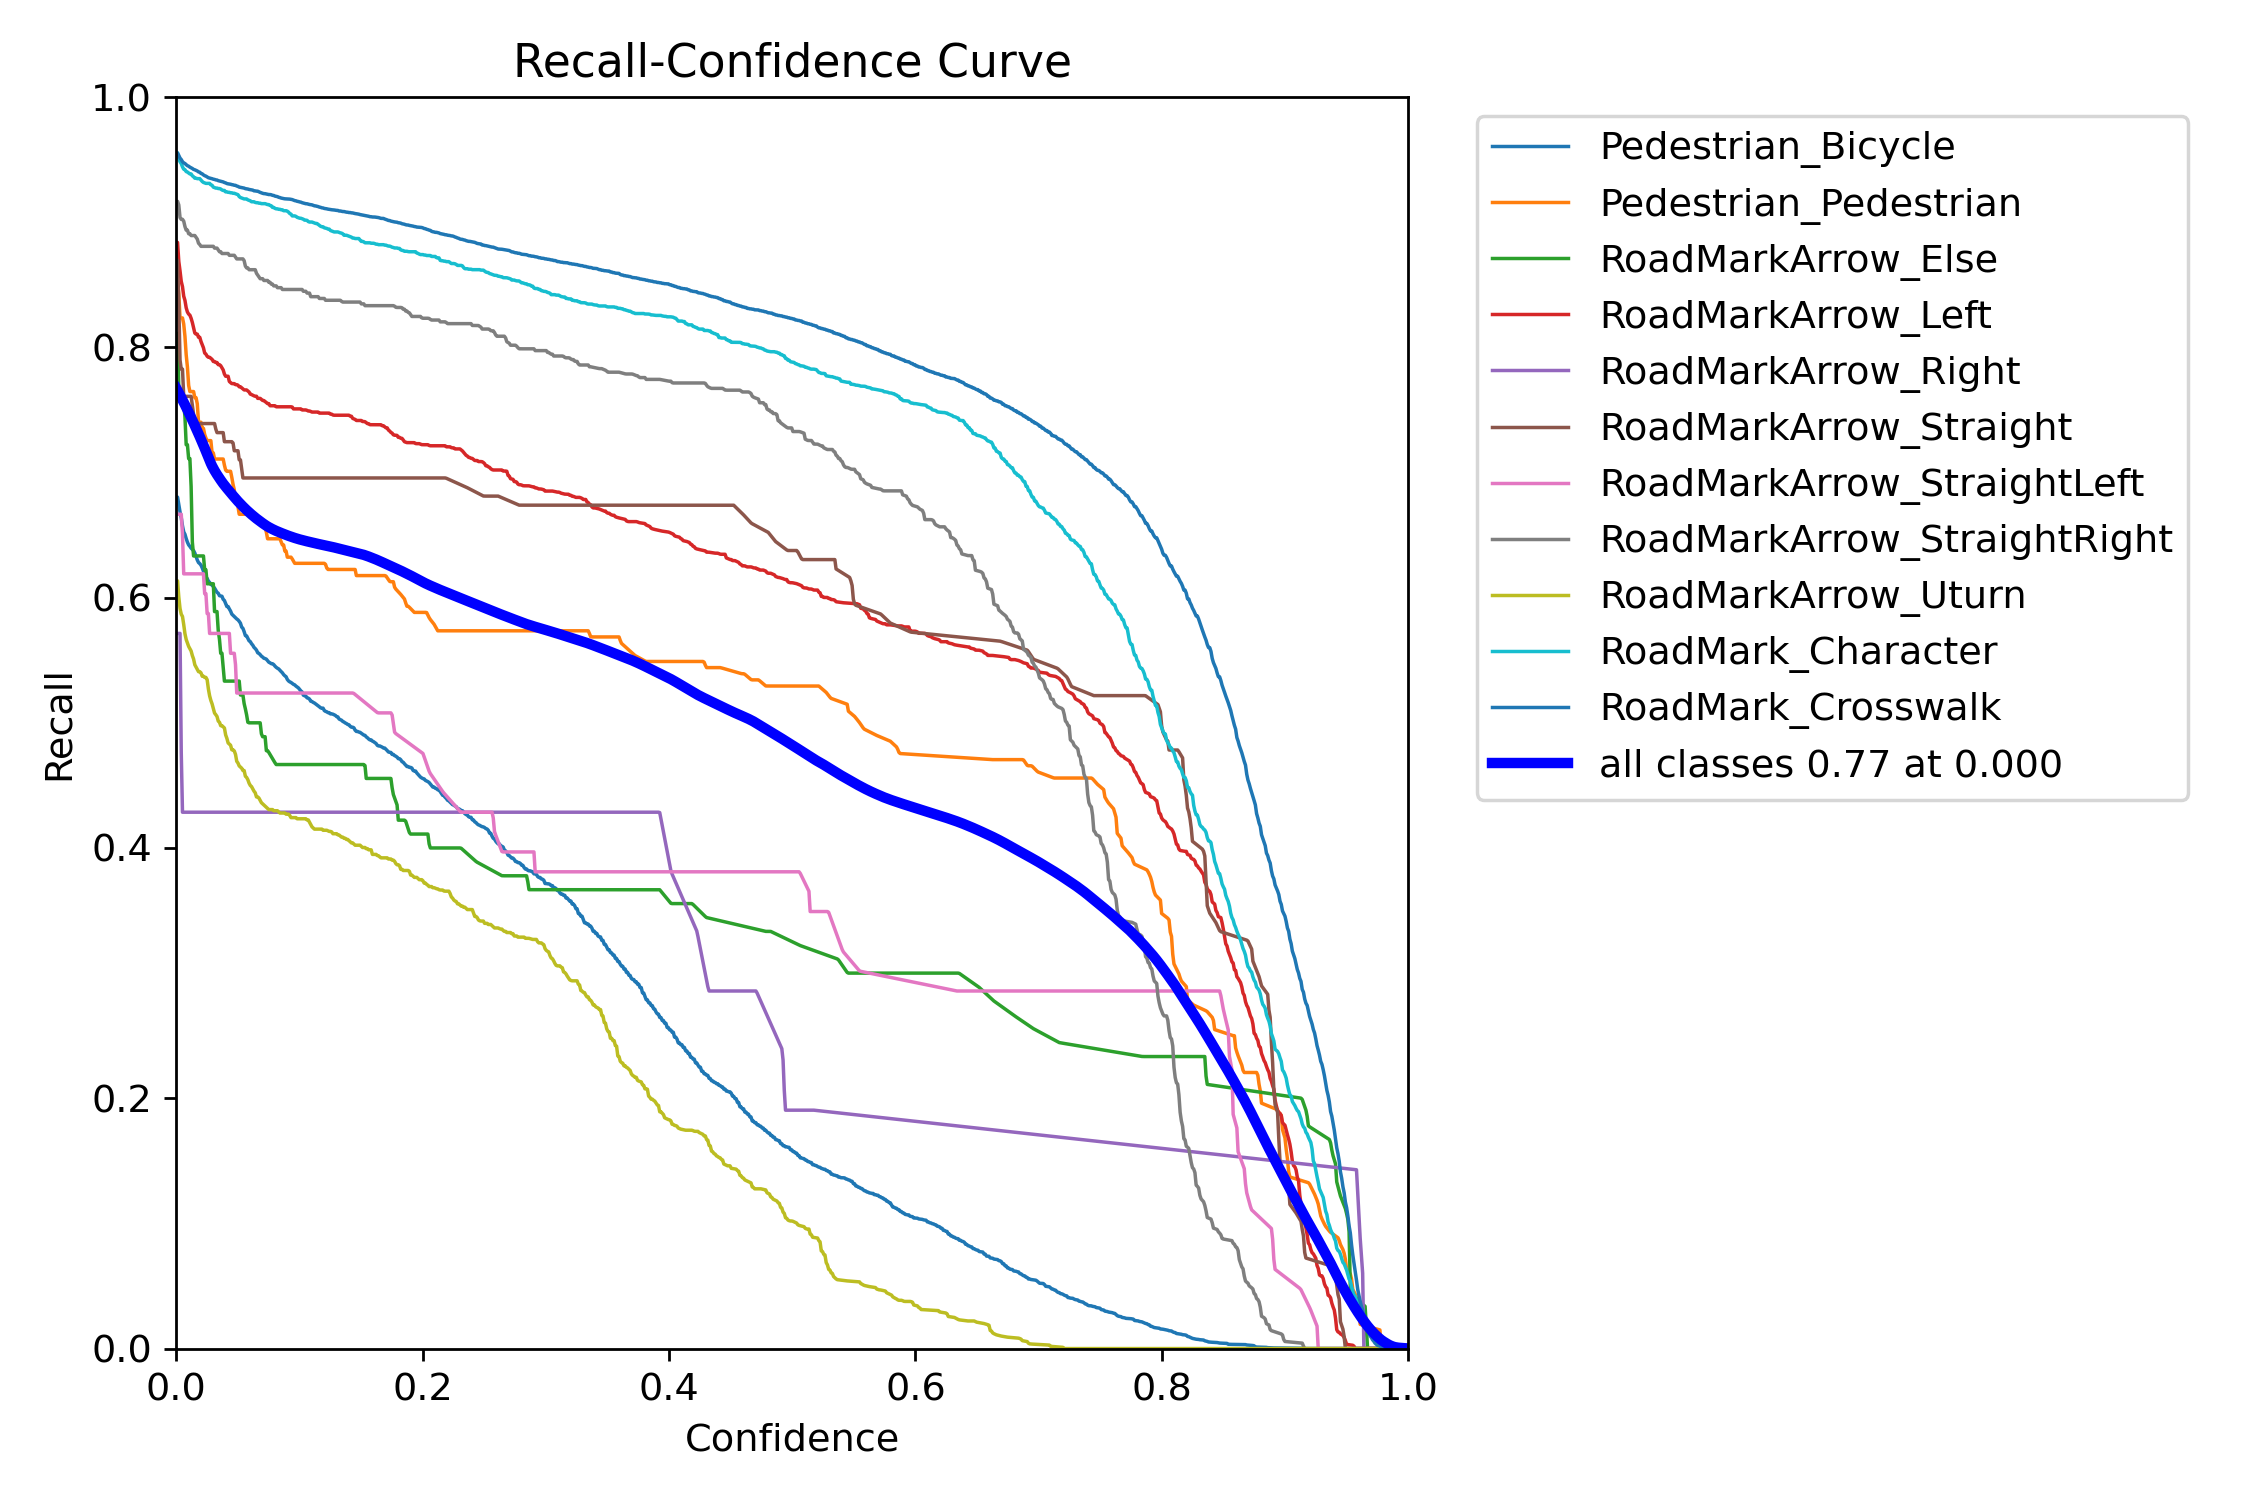 Recall-Confidence Curve
1.0
0.8
0.6
0.4
0.2
0.0
Recall
0.0 0.2 0.4 0.6 0.8 1.0
Confidence
Pedestrian_Bicycle
Pedestrian_Pedestrian
RoadMarkArrow_Else
RoadMarkArrow_Left
RoadMarkArrow_Right
RoadMarkArrow_Straight
RoadMarkArrow_StraightLeft
RoadMarkArrow_StraightRight
RoadMarkArrow_Uturn
RoadMark_Character
RoadMark_Crosswalk
all classes 0.77 at 0.000